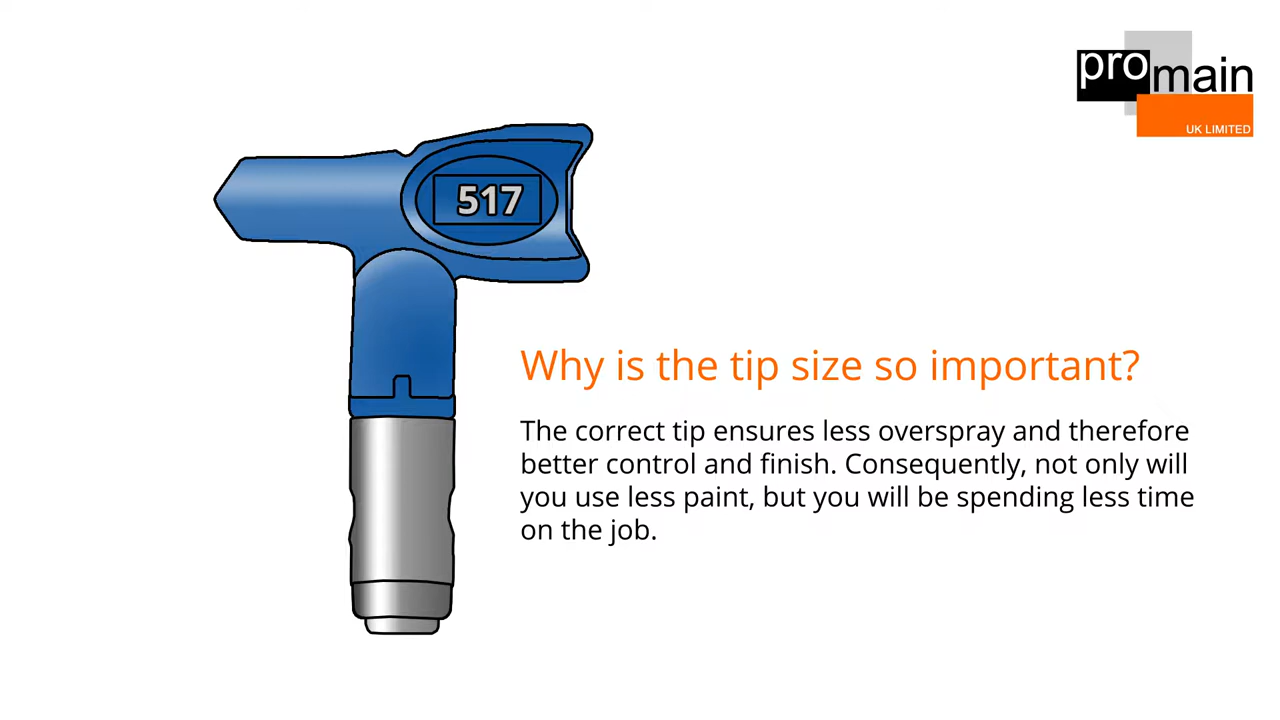 promain
UK LIMITED
517
Why is the tip size so important?
The correct tip ensures less overspray and therefore
better control and finish. Consequently, not only will
you use less paint, but you will be spending less time
on the job.